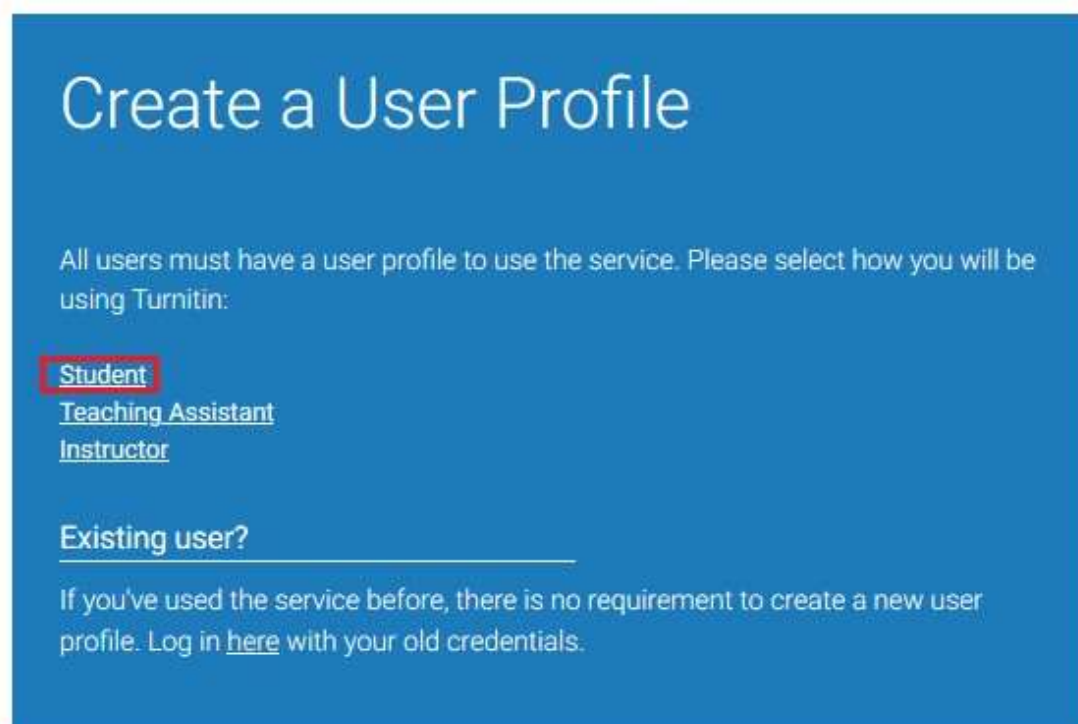 Create a User Profile
All users must have a user profile to use the service. Please select how you will be
using Turnitin:
Student
Teaching Assistant
Instructor
Existing user?
If you've used the service before, there is no requirement to create a new user
profile. Log in here with your old credentials.